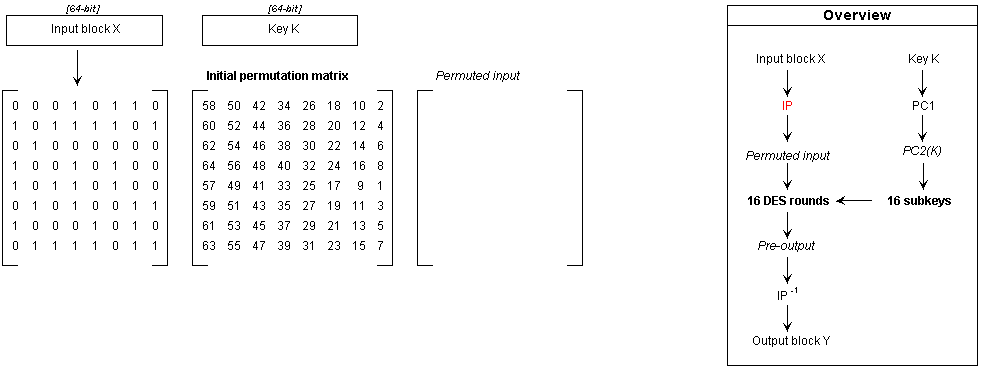 [64-bit] [64-bit]
Input block X Key K
Initial permutation matrix Permuted input
0 0 0 1 0 1 1 0 58 50 42 34 26 18 10 2
1 0 1 1 1 1 0 1 60 52 44 36 28 20 12 4
0 1 0 0 0 0 0 0 62 54 46 38 30 22 14 6
1 0 0 1 0 1 0 0 64 56 48 40 32 24 16 8
1 0 1 1 0 1 0 0 57 49 41 33 25 17 9 1
0 1 0 1 0 1 1 0 59 51 43 35 27 19 11 3
1 0 0 0 1 0 1 1 61 53 45 37 29 21 13 5
0 1 1 1 1 0 1 1 63 55 47 39 31 23 15 7
Overview
Input block X Key K
IP PC1
Permuted input PC2(K)
16 DES rounds 16 subkeys
Pre-output
IP -1
Output block Y